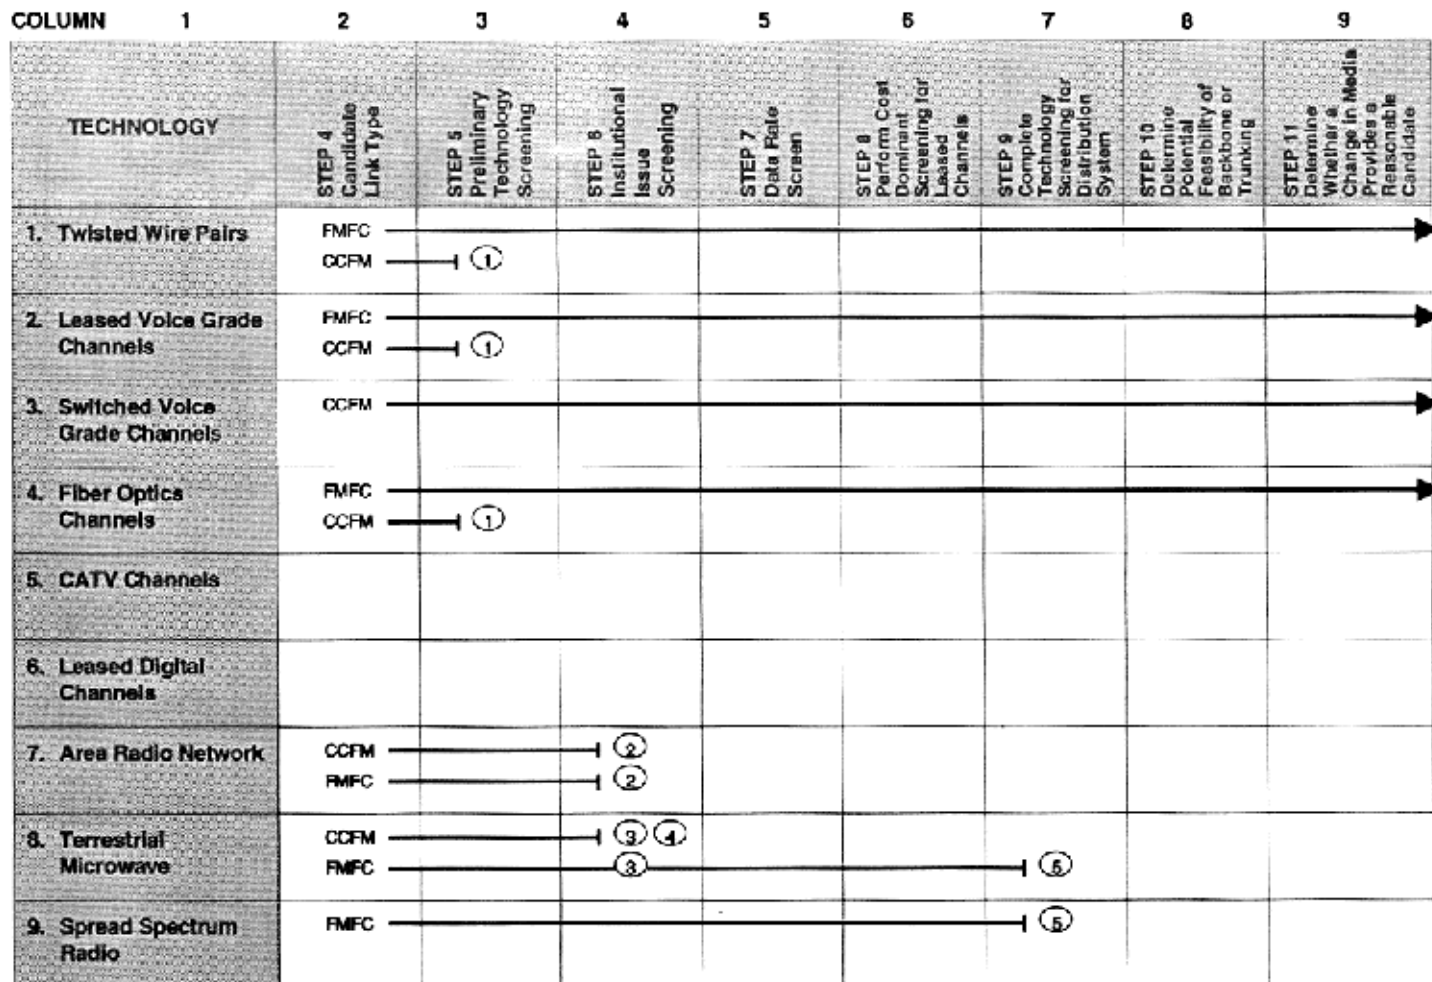 COLUMN 1 2 3 4 5 6 7 8 9
TECHNOLOGY
STEP 4
Candidate
Link Type
STEP 5
Preliminary
Technology
Screening
STEP 6
Institutional
Issue
Screening
STEP 7
Data Rate
Screen
STEP 8
Perform Cost
Dominant
Screening for
Leased
Channels
STEP 9
Complete
Technology
Screening for
Distribution
System
STEP 10
Determine
Potential
Feasibility of
Backbone or
Trunking
STEP 11
Determine
Whether a
Change in Media
Provides a
Reasonable
Candidate
1. Twisted Wire Pairs
FMFC
CCFM 1
2. Leased Voice Grade
Channels
FMFC
CCFM 1
3. Switched Voice
Grade Channels
CCFM
4. Fiber Optics
Channels
FMFC
CCFM 1
5. CATV Channels
6. Leased Digital
Channels
7. Area Radio Network
CCFM 2
FMFC 2
8. Terrestrial
Microwave
CCFM 3 4
FMFC 3 5
9. Spread Spectrum
Radio
FMFC 5